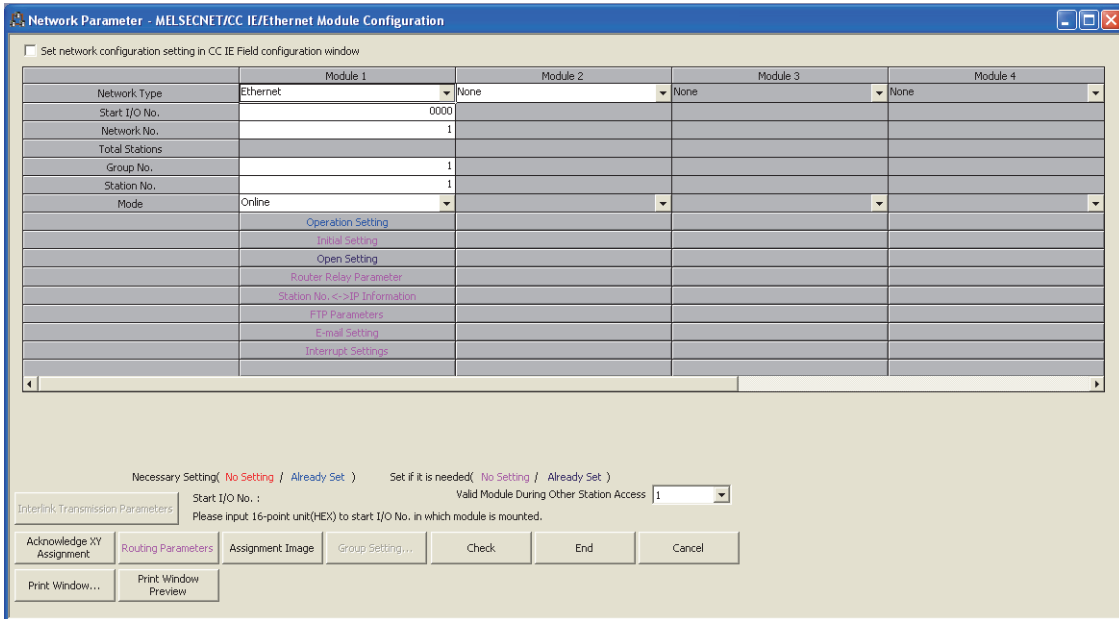 Network Parameter - MELSECNET/CC IE/Ethernet Module Configuration
Set network configuration setting in CC IE Field configuration window
Module 1 Module 2 Module 3 Module 4
Network Type Ethernet None None None
Start I/O No. 0000
Network No. 1
Total Stations
Group No. 1
Station No. 1
Mode Online
Operation Setting
Initial Setting
Open Setting
Router Relay Parameter
Station No.<->IP Information
FTP Parameters
E-mail Setting
Interrupt Settings
Necessary Setting( No Setting / Already Set ) Set if it is needed( No Setting / Already Set )
Interlink Transmission Parameters
Start I/O No. : Valid Module During Other Station Access 1
Please input 16-point unit(HEX) to start I/O No. in which module is mounted.
Acknowledge XY
Assignment
Routing Parameters Assignment Image Group Setting... Check End Cancel
Print Window...
Print Window
Preview